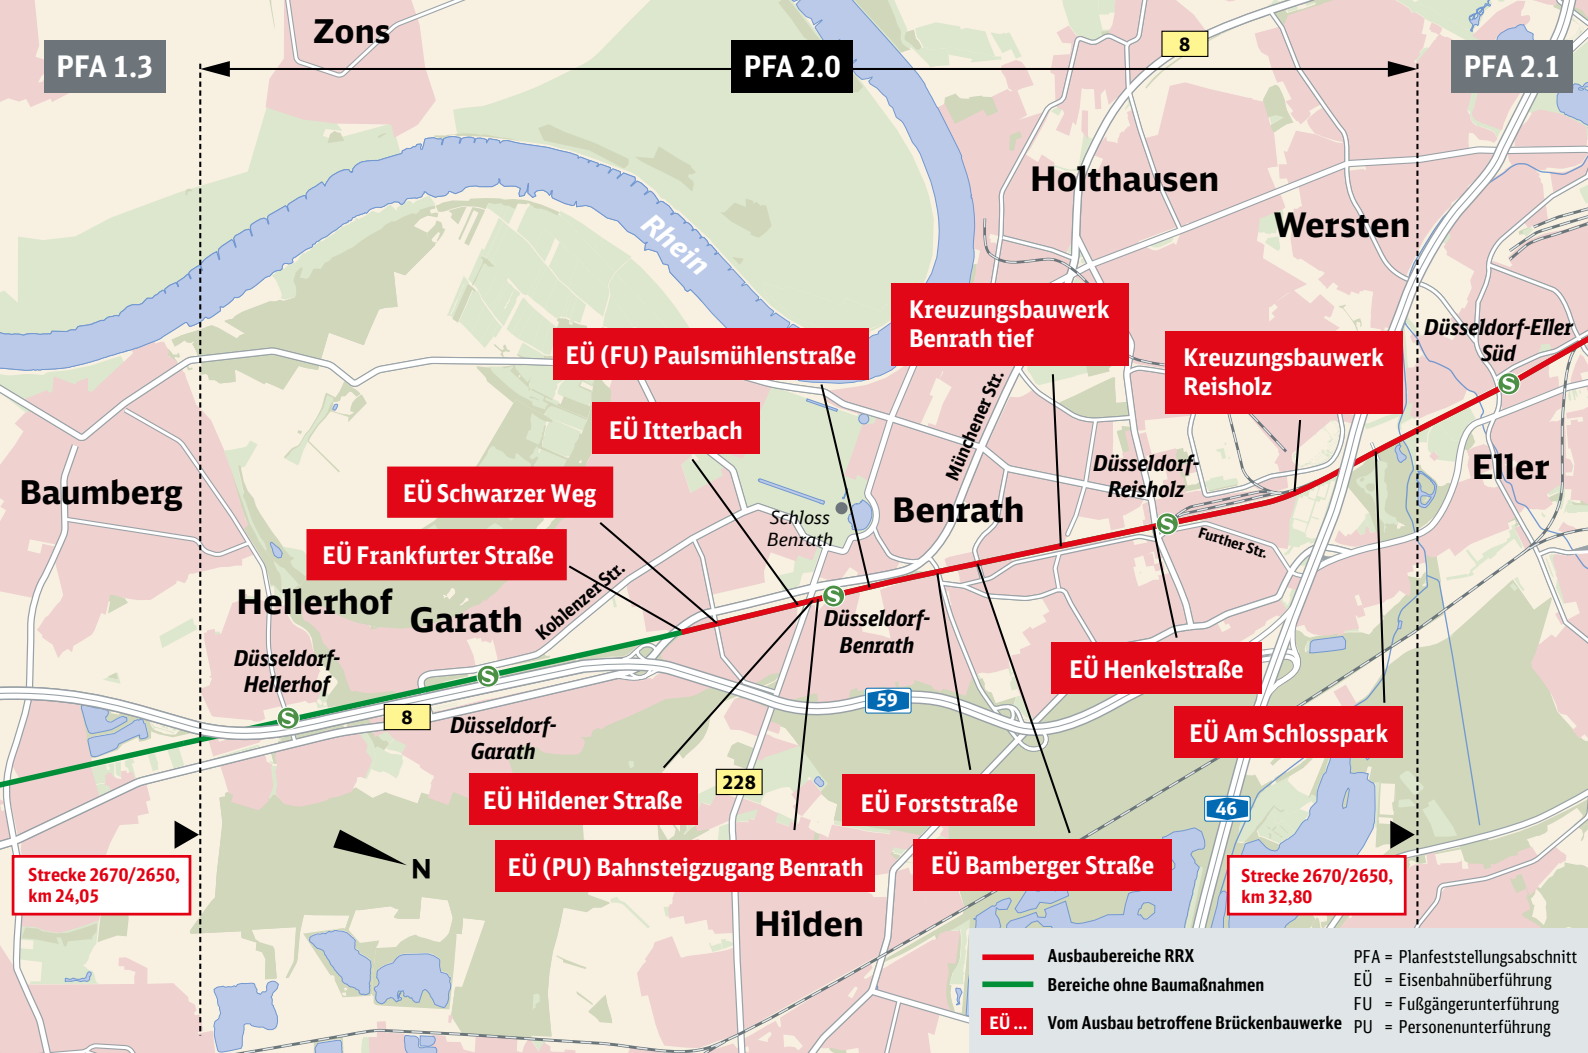 Zons
PFA 1.3
PFA 2.0
8
PFA 2.1
Holthausen
Wersten
Rhein
Kreuzungsbauwerk
Benrath tief
Düsseldorf-Eller
Süd
EÜ (FU) Paulsmühlenstraße
Kreuzungsbauwerk
Reisholz
EÜ Itterbach
Münchener Str.
Düsseldorf-
Reisholz
Eller
Baumberg
EÜ Schwarzer Weg
Schloss
Benrath
Benrath
EÜ Frankfurter Straße
S
S
Further Str.
Hellerhof
Garath
Koblenzer Str.
S
Düsseldorf-
Benrath
Düsseldorf-
Hellerhof
S
S
EÜ Henkelstraße
8
59
Düsseldorf-
Garath
EÜ Am Schlosspark
EÜ Hildener Straße
228
EÜ Forststraße
46
N
EÜ (PU) Bahnsteigzugang Benrath
EÜ Bamberger Straße
Strecke 2670/2650,
km 24,05
Strecke 2670/2650,
km 32,80
Hilden
Ausbaubereiche RRX
Bereiche ohne Baumaßnahmen
EÜ ... Vom Ausbau betroffene Brückenbauwerke
PFA = Planfeststellungsabschnitt
EÜ = Eisenbahnüberführung
FU = Fußgängerunterführung
PU = Personenunterführung